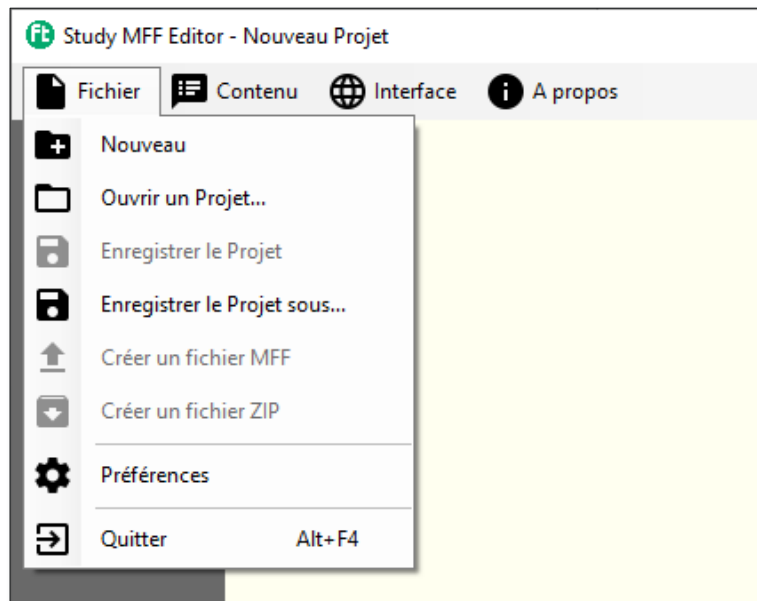 ft Study MFF Editor - Nouveau Projet
Fichier Contenu Interface A propos
Nouveau
Ouvrir un Projet...
Enregistrer le Projet
Enregistrer le Projet sous...
Créer un fichier MFF
Créer un fichier ZIP
Préférences
Quitter Alt+F4